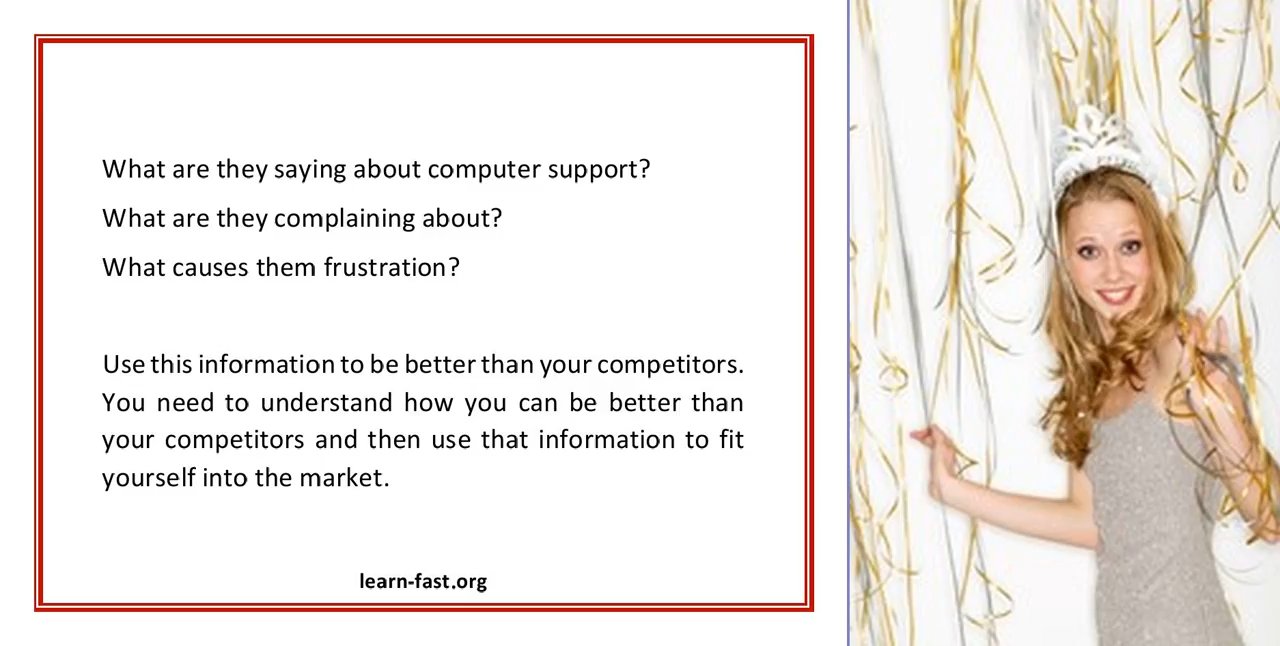 What are they saying about computer support?
What are they complaining about?
What causes them frustration?
Use this information to be better than your competitors.
You need to understand how you can be better than
your competitors and then use that information to fit
yourself into the market.
learn-fast.org